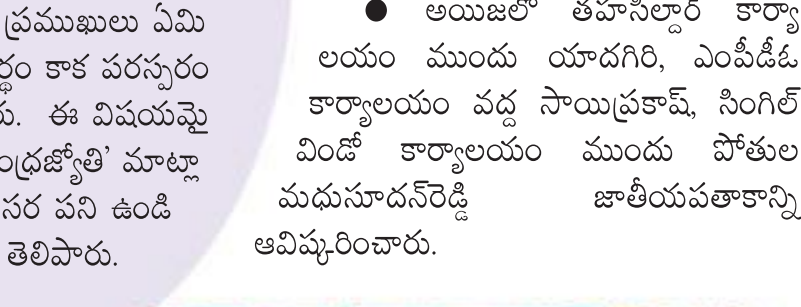 ప్రముఖులు ఏమి
ర్థం కాక పరస్పరం
రు. ఈ విషయమై
ంధ్రజ్యోతి’ మాట్లా
సర పని ఉండి
తెలిపారు.
● అయిజలో తహసిల్దార్ కార్యా
లయం ముందు యాదగిరి, ఎంపీడీఓ
కార్యాలయం వద్ద సాయిప్రకాష్, సింగిల్
విండో కార్యాలయం ముందు పోతుల
మధుసూదన్‌రెడ్డి జాతీయపతాకాన్ని
ఆవిష్కరించారు.